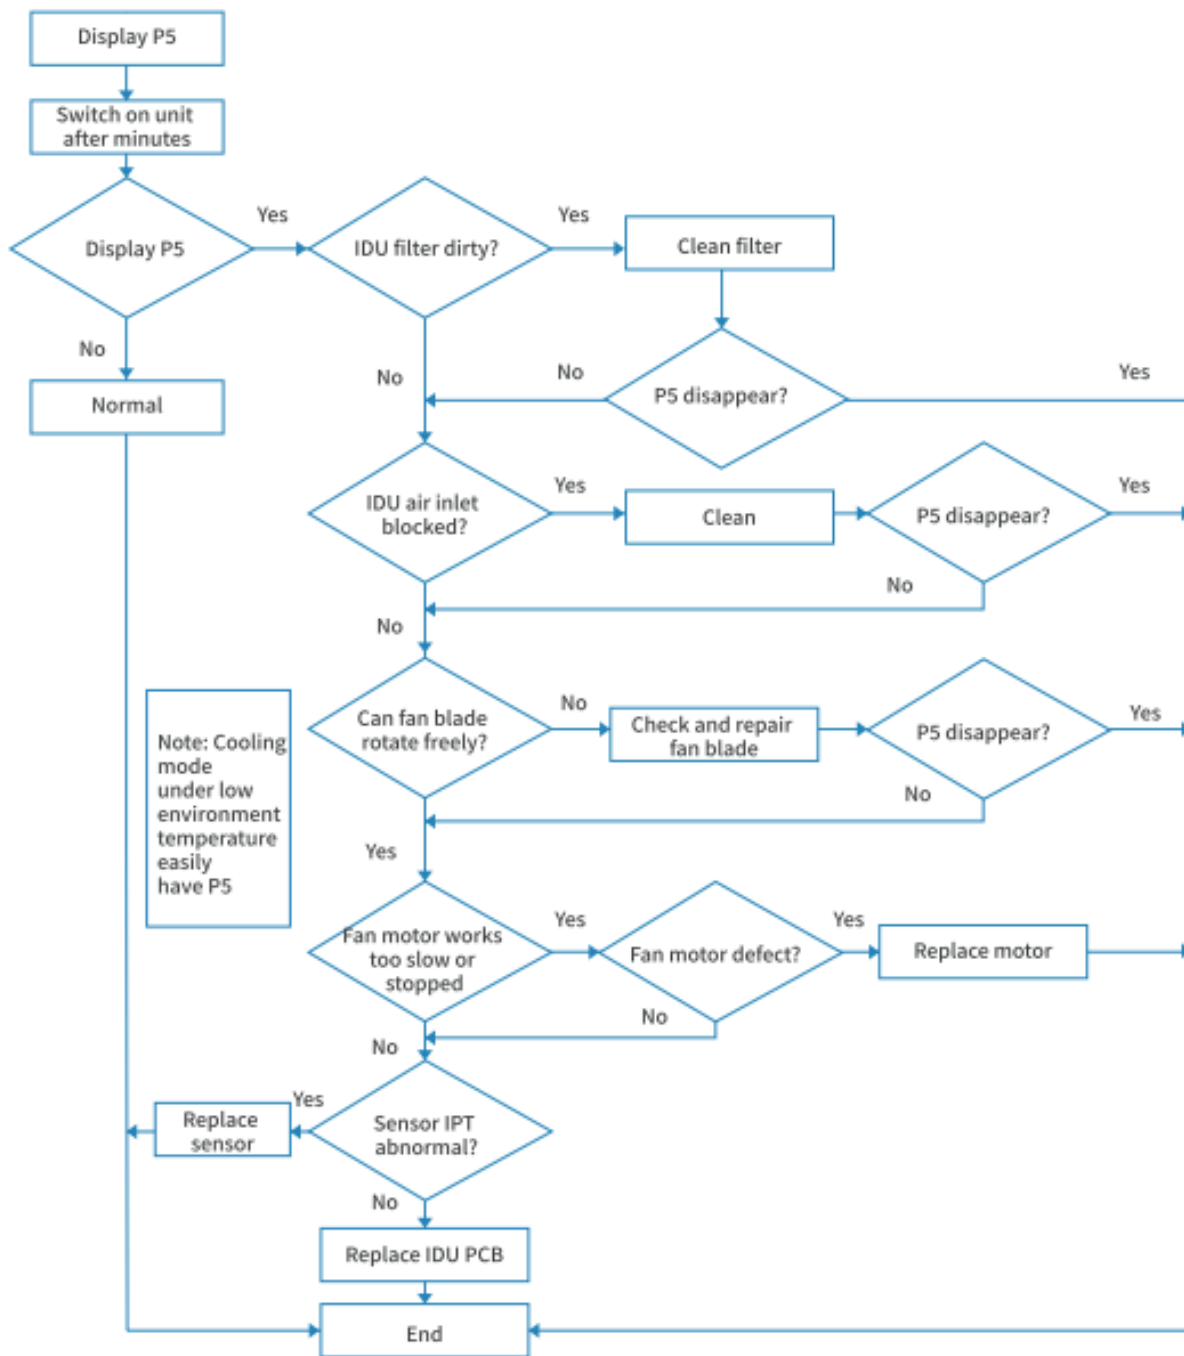 Display P5
Switch on unit
after minutes
Display P5
Yes
IDU filter dirty?
Yes
Clean filter
No
Normal
No
No
P5 disappear?
Yes
IDU air inlet
blocked?
Yes
Clean
P5 disappear?
Yes
No
No
Note: Cooling
mode
under low
environment
temperature
easily
have P5
Can fan blade
rotate freely?
No
Check and repair
fan blade
P5 disappear?
Yes
No
Yes
Fan motor works
too slow or
stopped
Yes
Fan motor defect?
Yes
Replace motor
No
No
Sensor IPT
abnormal?
Yes
Replace
sensor
No
Replace IDU PCB
End